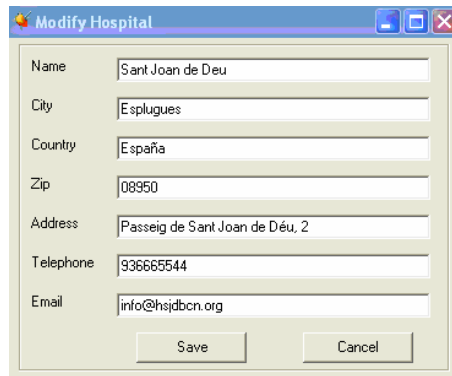 Modify Hospital
Name Sant Joan de Deu
City Esplugues
Country España
Zip 08950
Address Passeig de Sant Joan de Déu, 2
Telephone 936665544
Email info@hsjdbcn.org
Save Cancel